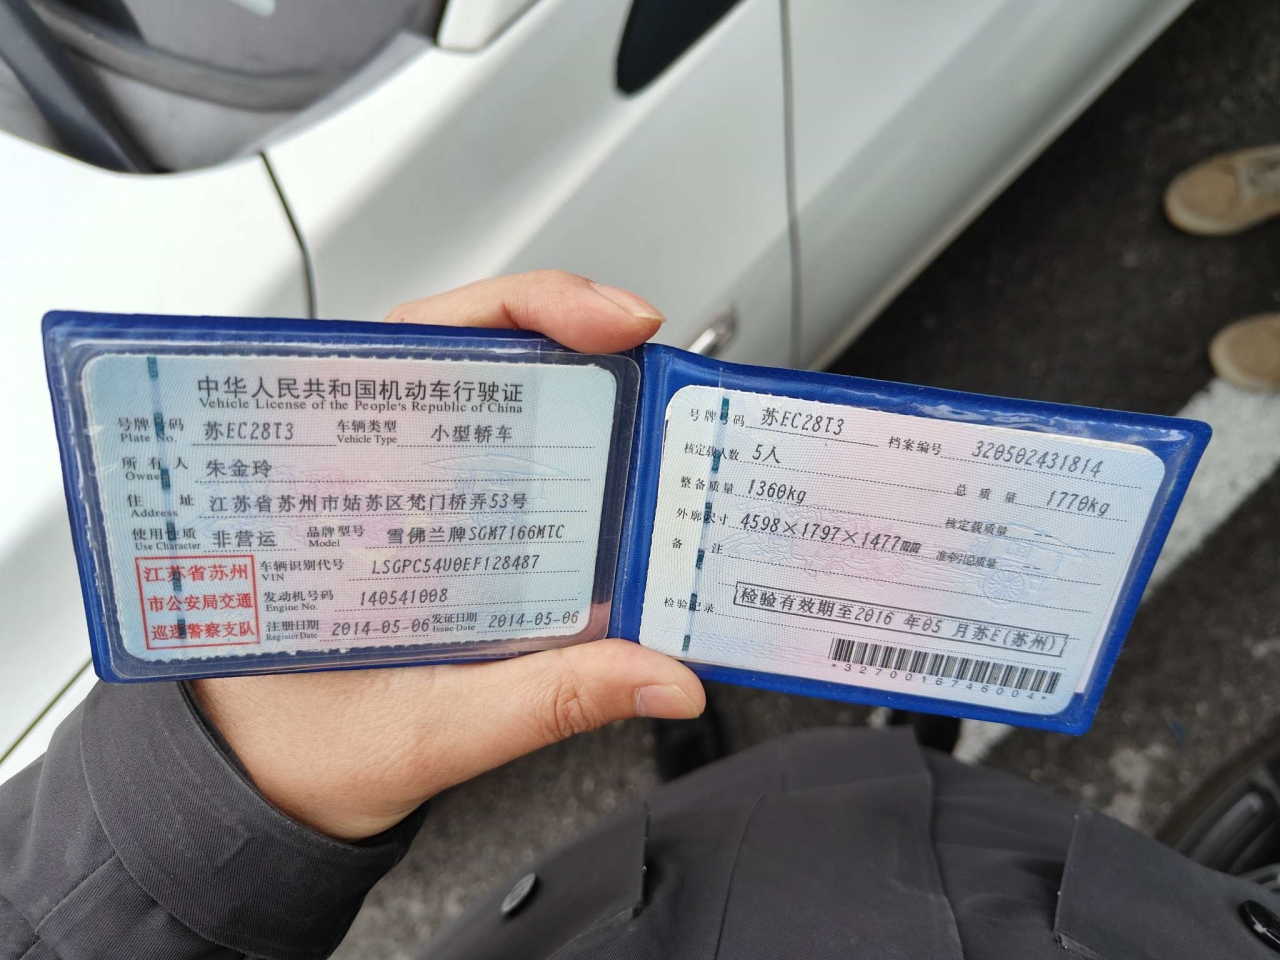 中华人民共和国机动车行驶证
Vehicle License of the People's Republic of China
号牌号码 苏EC28T3 车辆类型 小型轿车
Plate No. Vehicle Type
所有人 朱金玲
Owner
住址 江苏省苏州市姑苏区梵门桥弄53号
Address
使用性质 非营运 品牌型号 雪佛兰牌SGM7166MTC
Use Character Model
江苏省苏州
市公安局交通
巡逻警察支队
车辆识别代号 LSGPC54U0EF128487
VIN
发动机号码 140541008
Engine No.
注册日期 2014-05-06 发证日期 2014-05-06
Register Date Issue Date
号牌号码 苏EC28T3 档案编号 320502431814
核定载人数 5人 总质量 1770kg
整备质量 1360kg 核定载质量
外廓尺寸 4598×1797×1477mm 准牵引总质量
备注
检验记录 检验有效期至2016年05月苏E(苏州)
*3270016746004*